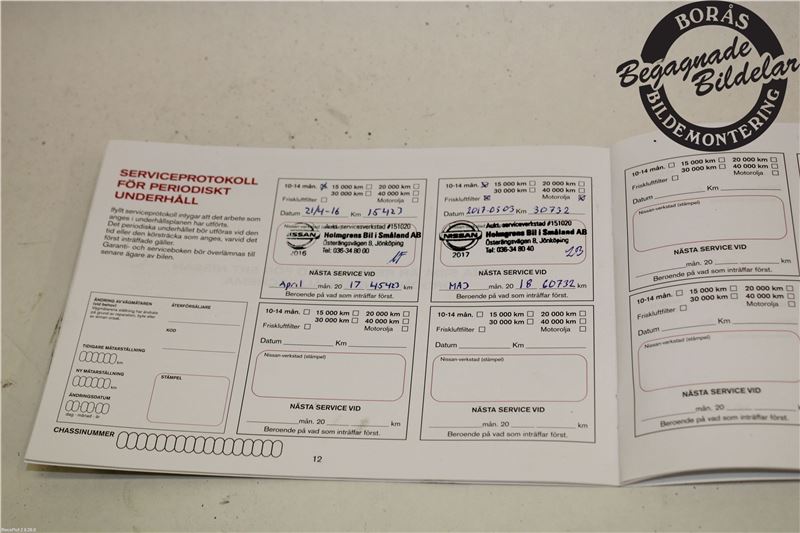 BORÅS
Begagnade
Bildelar
BILDEMONTERING
SERVICEPROTOKOLL
FÖR PERIODISKT
UNDERHÅLL
Ifyllt serviceprotokoll intygar att det arbete som
anges i underhållsplanan har utförts.
Det periodiska underhållet bör utföras vid den
tid eller den körsträcka som anges, varvid det
först inträffade gäller.
Garanti- och serviceboken bör överlämnas till
senare ägare av bilen.
ÄNDRING AV VÄGMÄTAREN
(vid behov)
ÅTERFÖRSÄLJARE
KOD
TIDIGARE MÄTARSTÄLLNING
km
NY MÄTARSTÄLLNING
km
STÄMPEL
ÄNDRINGSDATUM
dag - månad - år
CHASSINUMMER
10-14 mån. 15 000 km 20 000 km
30 000 km 40 000 km
Friskluftfilter Motorolja
Datum 21/4-16 Km 15423
Aukt. serviceverkstad #151020
NISSAN Holmgrens Bil i Småland AB
Österängsvägen 8, Jönköping
2016 Tel: 036-34 80 00
NÄSTA SERVICE VID
April mån. 20 17 45423 km
Beroende på vad som inträffar först.
10-14 mån. 15 000 km 20 000 km
30 000 km 40 000 km
Friskluftfilter Motorolja
Datum 2017-05-03 Km 30732
Aukt. serviceverkstad #151020
NISSAN Holmgrens Bil i Småland AB
Österängsvägen 8, Jönköping
2017 Tel: 036-34 80 40
NÄSTA SERVICE VID
MAJ mån. 20 18 60732 km
Beroende på vad som inträffar först.
10-14 mån. 15 000 km 20 000 km
30 000 km 40 000 km
Friskluftfilter Motorolja
Datum Km
Nissan-verkstad (stämpel)
NÄSTA SERVICE VID
mån. 20 km
Beroende på vad som inträffar först.
10-14 mån. 15 000 km 20 000 km
30 000 km 40 000 km
Friskluftfilter Motorolja
Datum Km
Nissan-verkstad (stämpel)
NÄSTA SERVICE VID
mån. 20 km
Beroende på vad som inträffar först.
12
10-14 mån. 15 000 km 20 000 km
30 000 km 40 000 km
Friskluftfilter Motorolja
Datum Km
Nissan-verkstad (stämpel)
NÄSTA SERVICE VID
mån. 20 km
Beroende på vad som inträffar först.
10-14 mån. 15 000 km 20 000 km
30 000 km 40 000 km
Friskluftfilter Motorolja
Datum Km
Nissan-verkstad (stämpel)
NÄSTA SERVICE VID
mån. 20
Beroende på vad som inträffar först.